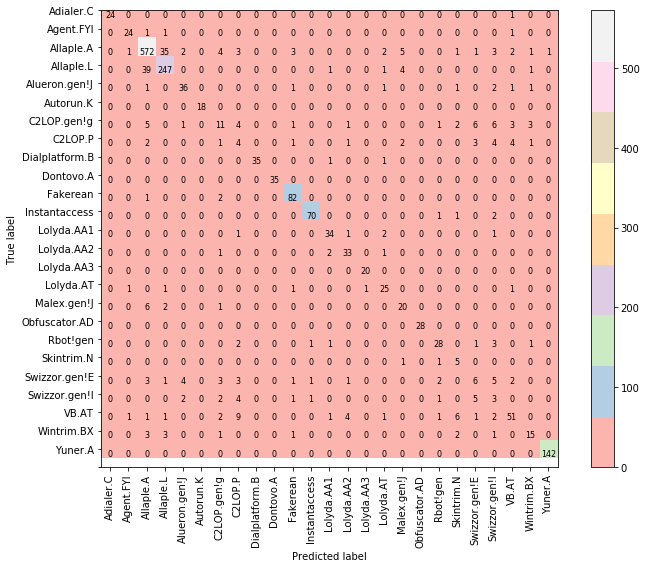 Adialer.C 24 0 0 0 0 0 0 0 0 0 0 0 0 0 0 0 0 0 0 0 0 0 1 0 0
Agent.FYI 0 24 1 1 0 0 0 0 0 0 0 0 0 0 0 0 0 0 0 0 0 0 1 0 0
Allaple.A 0 1 572 35 2 0 4 3 0 0 3 0 0 0 0 2 5 0 0 1 1 3 2 1 1
Allaple.L 0 0 39 247 0 0 0 0 0 0 0 0 1 0 0 1 4 0 0 0 0 0 0 0 0
Alueron.gen!J 0 0 1 0 36 0 0 0 0 0 1 0 0 0 0 1 0 0 0 1 0 2 1 1 0
Autorun.K 0 0 0 0 0 18 0 0 0 0 0 0 0 0 0 0 0 0 0 0 0 0 0 0 0
C2LOP.gen!g 0 0 5 0 1 0 11 4 0 0 1 0 0 1 0 0 0 0 1 2 6 6 3 3 0
C2LOP.P 0 0 2 0 0 0 1 4 0 0 1 0 0 1 0 0 2 0 0 0 3 4 4 1 0
Dialplatform.B 0 0 0 0 0 0 0 0 35 0 0 0 1 0 0 1 0 0 0 0 0 0 0 0 0
Dontovo.A 0 0 0 0 0 0 0 0 0 35 0 0 0 0 0 0 0 0 0 0 0 0 0 0 0
Fakerean 0 0 1 0 0 0 2 0 0 0 82 0 0 0 0 0 0 0 0 0 0 0 0 0 0
Instantaccess 0 0 0 0 0 0 0 0 0 0 0 70 0 0 0 0 0 0 1 1 0 2 0 0 0
Lolyda.AA1 0 0 0 0 0 0 0 1 0 0 0 0 34 1 0 2 0 0 0 0 0 1 0 0 0
Lolyda.AA2 0 0 0 0 0 0 1 0 0 0 0 0 2 33 0 1 0 0 0 0 0 0 0 0 0
Lolyda.AA3 0 0 0 0 0 0 0 0 0 0 0 0 0 0 20 0 0 0 0 0 0 0 0 0 0
Lolyda.AT 0 1 0 1 0 0 0 0 0 0 1 0 0 0 1 25 0 0 0 0 0 0 1 0 0
Malex.gen!J 0 0 6 2 0 0 1 0 0 0 0 0 0 0 0 0 20 0 0 0 0 0 0 0 0
Obfuscator.AD 0 0 0 0 0 0 0 0 0 0 0 0 0 0 0 0 0 28 0 0 0 0 0 0 0
Rbot!gen 0 0 0 0 0 0 0 2 0 0 0 1 1 0 0 0 0 0 28 0 1 3 0 1 0
Skintrim.N 0 0 0 0 0 0 0 0 0 0 0 0 0 0 0 0 1 0 1 5 0 0 0 0 0
Swizzor.gen!E 0 0 3 1 4 0 3 3 0 0 1 1 0 1 0 0 0 0 2 0 6 5 2 0 0
Swizzor.gen!I 0 0 0 0 2 0 2 4 0 0 1 1 0 0 0 0 0 0 1 0 5 3 0 0 0
VB.AT 0 1 1 1 0 0 2 9 0 0 0 0 1 4 0 1 0 0 1 6 1 2 51 0 0
Wintrim.BX 0 0 3 3 0 0 1 0 0 0 1 0 0 0 0 0 0 0 0 2 0 1 0 15 0
Yuner.A 0 0 0 0 0 0 0 0 0 0 0 0 0 0 0 0 0 0 0 0 0 0 0 0 142
True label
Adialer.C
Agent.FYI
Allaple.A
Allaple.L
Alueron.gen!J
Autorun.K
C2LOP.gen!g
C2LOP.P
Dialplatform.B
Dontovo.A
Fakerean
Instantaccess
Lolyda.AA1
Lolyda.AA2
Lolyda.AA3
Lolyda.AT
Malex.gen!J
Obfuscator.AD
Rbot!gen
Skintrim.N
Swizzor.gen!E
Swizzor.gen!I
VB.AT
Wintrim.BX
Yuner.A
Predicted label
500
400
300
200
100
0